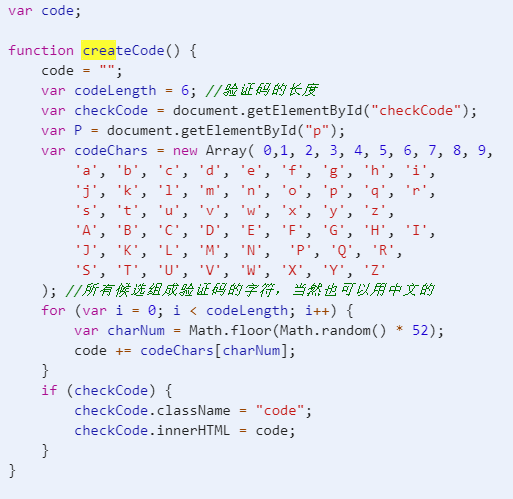 var code;
function createCode() {
    code = "";
    var codeLength = 6; //验证码的长度
    var checkCode = document.getElementById("checkCode");
    var P = document.getElementById("p");
    var codeChars = new Array( 0,1, 2, 3, 4, 5, 6, 7, 8, 9,
        'a', 'b', 'c', 'd', 'e', 'f', 'g', 'h', 'i',
        'j', 'k', 'l', 'm', 'n', 'o', 'p', 'q', 'r',
        's', 't', 'u', 'v', 'w', 'x', 'y', 'z',
        'A', 'B', 'C', 'D', 'E', 'F', 'G', 'H', 'I',
        'J', 'K', 'L', 'M', 'N',  'P', 'Q', 'R',
        'S', 'T', 'U', 'V', 'W', 'X', 'Y', 'Z'
    ); //所有候选组成验证码的字符，当然也可以用中文的
    for (var i = 0; i < codeLength; i++) {
        var charNum = Math.floor(Math.random() * 52);
        code += codeChars[charNum];
    }
    if (checkCode) {
        checkCode.className = "code";
        checkCode.innerHTML = code;
    }
}